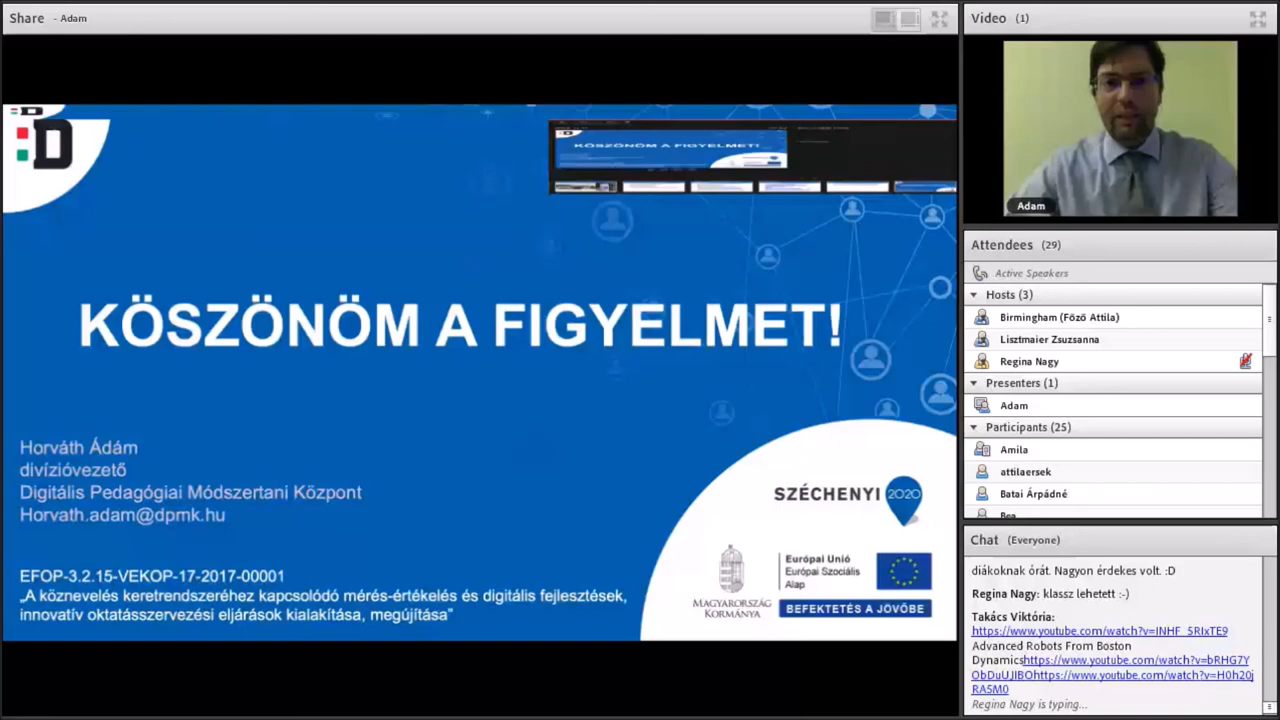 Share - Adam
:D
KÖSZÖNÖM A FIGYELMET!
KÖSZÖNÖM A FIGYELMET!
Horváth Ádám
divízióvezető
Digitális Pedagógiai Módszertani Központ
Horvath.adam@dpmk.hu
EFOP-3.2.15-VEKOP-17-2017-00001
„A köznevelés keretrendszeréhez kapcsolódó mérés-értékelés és digitális fejlesztések,
innovatív oktatásszervezési eljárások kialakítása, megújítása”
SZÉCHENYI 2020
MAGYARORSZÁG
KORMÁNYA
Európai Unió
Európai Szociális
Alap
BEFEKTETÉS A JÖVŐBE
Video (1)
Adam
Attendees (29)
Active Speakers
Hosts (3)
Birmingham (Főző Attila)
Lisztmaier Zsuzsanna
Regina Nagy
Presenters (1)
Adam
Participants (25)
Amila
attilaersek
Batai Árpádné
Bea
Chat (Everyone)
diákoknak órát. Nagyon érdekes volt. :D
Regina Nagy: klassz lehetett :-)
Takács Viktória:
https://www.youtube.com/watch?v=INHF_5RIxTE9
Advanced Robots From Boston
Dynamicshttps://www.youtube.com/watch?v=bRHG7Y
ObDuUJIBOhttps://www.youtube.com/watch?v=H0h20j
RA5M0
Regina Nagy is typing...